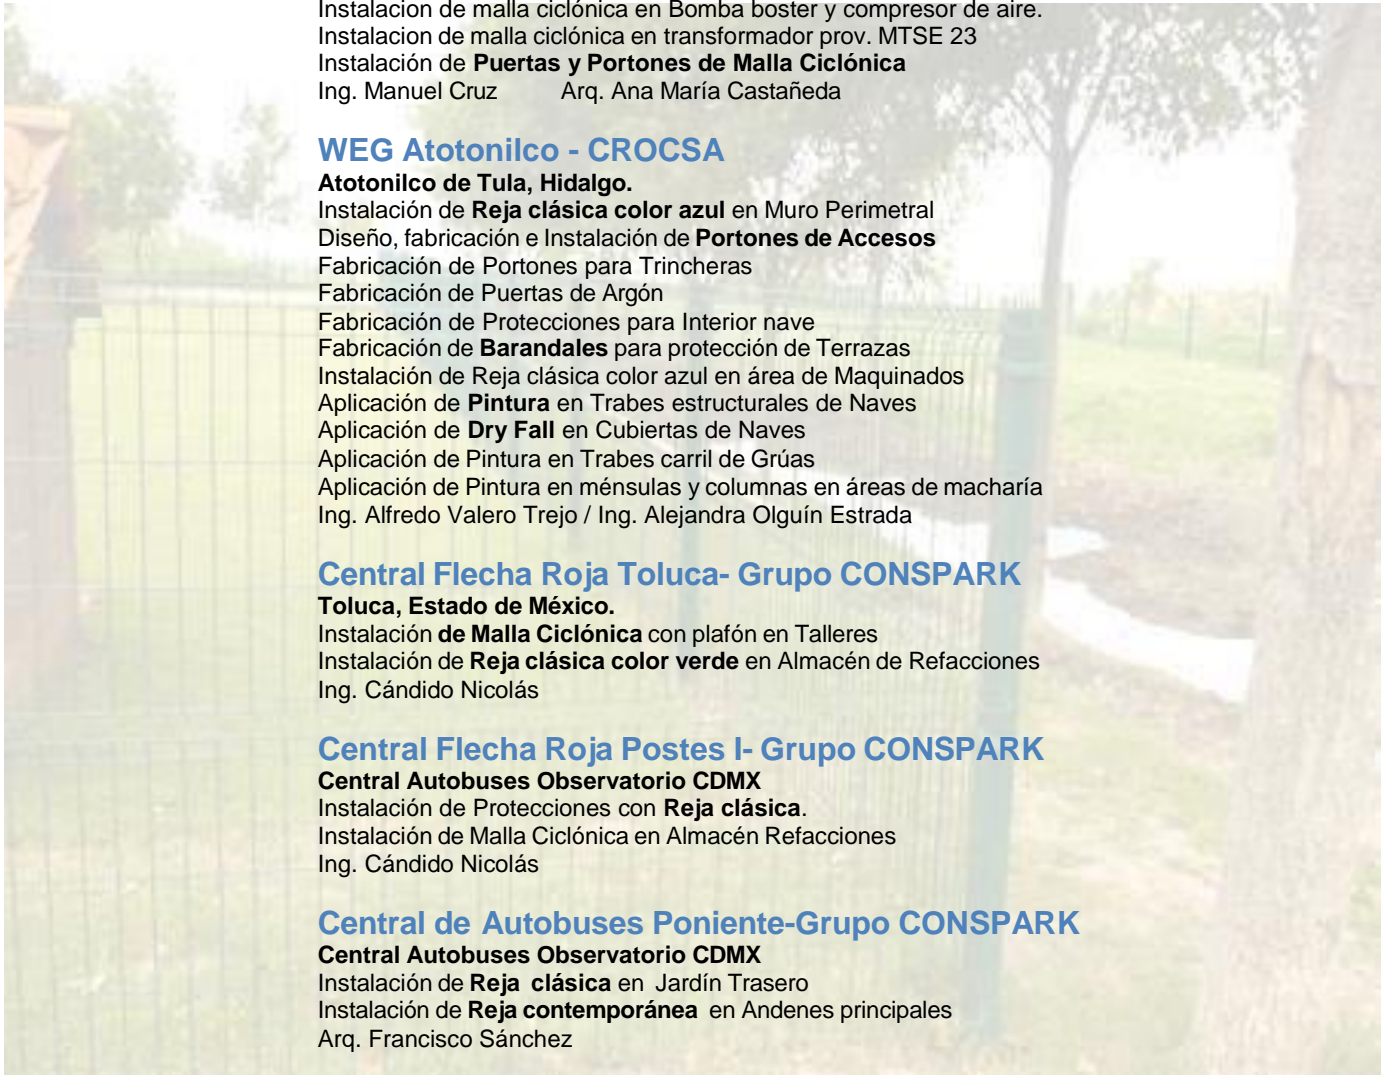 Instalacion de malla ciclónica en Bomba boster y compresor de aire.
Instalacion de malla ciclónica en transformador prov. MTSE 23
Instalación de Puertas y Portones de Malla Ciclónica
Ing. Manuel Cruz Arq. Ana María Castañeda
WEG Atotonilco - CROCSA
Atotonilco de Tula, Hidalgo.
Instalación de Reja clásica color azul en Muro Perimetral
Diseño, fabricación e Instalación de Portones de Accesos
Fabricación de Portones para Trincheras
Fabricación de Puertas de Argón
Fabricación de Protecciones para Interior nave
Fabricación de Barandales para protección de Terrazas
Instalación de Reja clásica color azul en área de Maquinados
Aplicación de Pintura en Trabes estructurales de Naves
Aplicación de Dry Fall en Cubiertas de Naves
Aplicación de Pintura en Trabes carril de Grúas
Aplicación de Pintura en ménsulas y columnas en áreas de macharía
Ing. Alfredo Valero Trejo / Ing. Alejandra Olguín Estrada
Central Flecha Roja Toluca- Grupo CONSPARK
Toluca, Estado de México.
Instalación de Malla Ciclónica con plafón en Talleres
Instalación de Reja clásica color verde en Almacén de Refacciones
Ing. Cándido Nicolás
Central Flecha Roja Postes I- Grupo CONSPARK
Central Autobuses Observatorio CDMX
Instalación de Protecciones con Reja clásica.
Instalación de Malla Ciclónica en Almacén Refacciones
Ing. Cándido Nicolás
Central de Autobuses Poniente-Grupo CONSPARK
Central Autobuses Observatorio CDMX
Instalación de Reja clásica en Jardín Trasero
Instalación de Reja contemporánea en Andenes principales
Arq. Francisco Sánchez